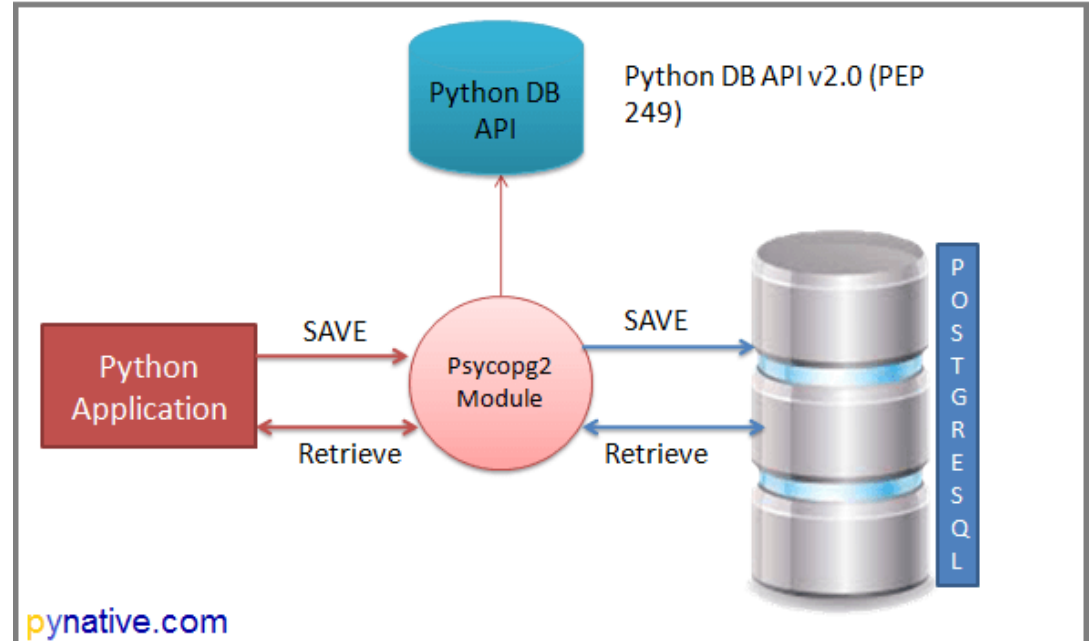 Python DB
API
Python DB API v2.0 (PEP
249)
SAVE
SAVE
Python
Application
Psycopg2
Module
Retrieve
Retrieve
POSTGRESQL
pynative.com